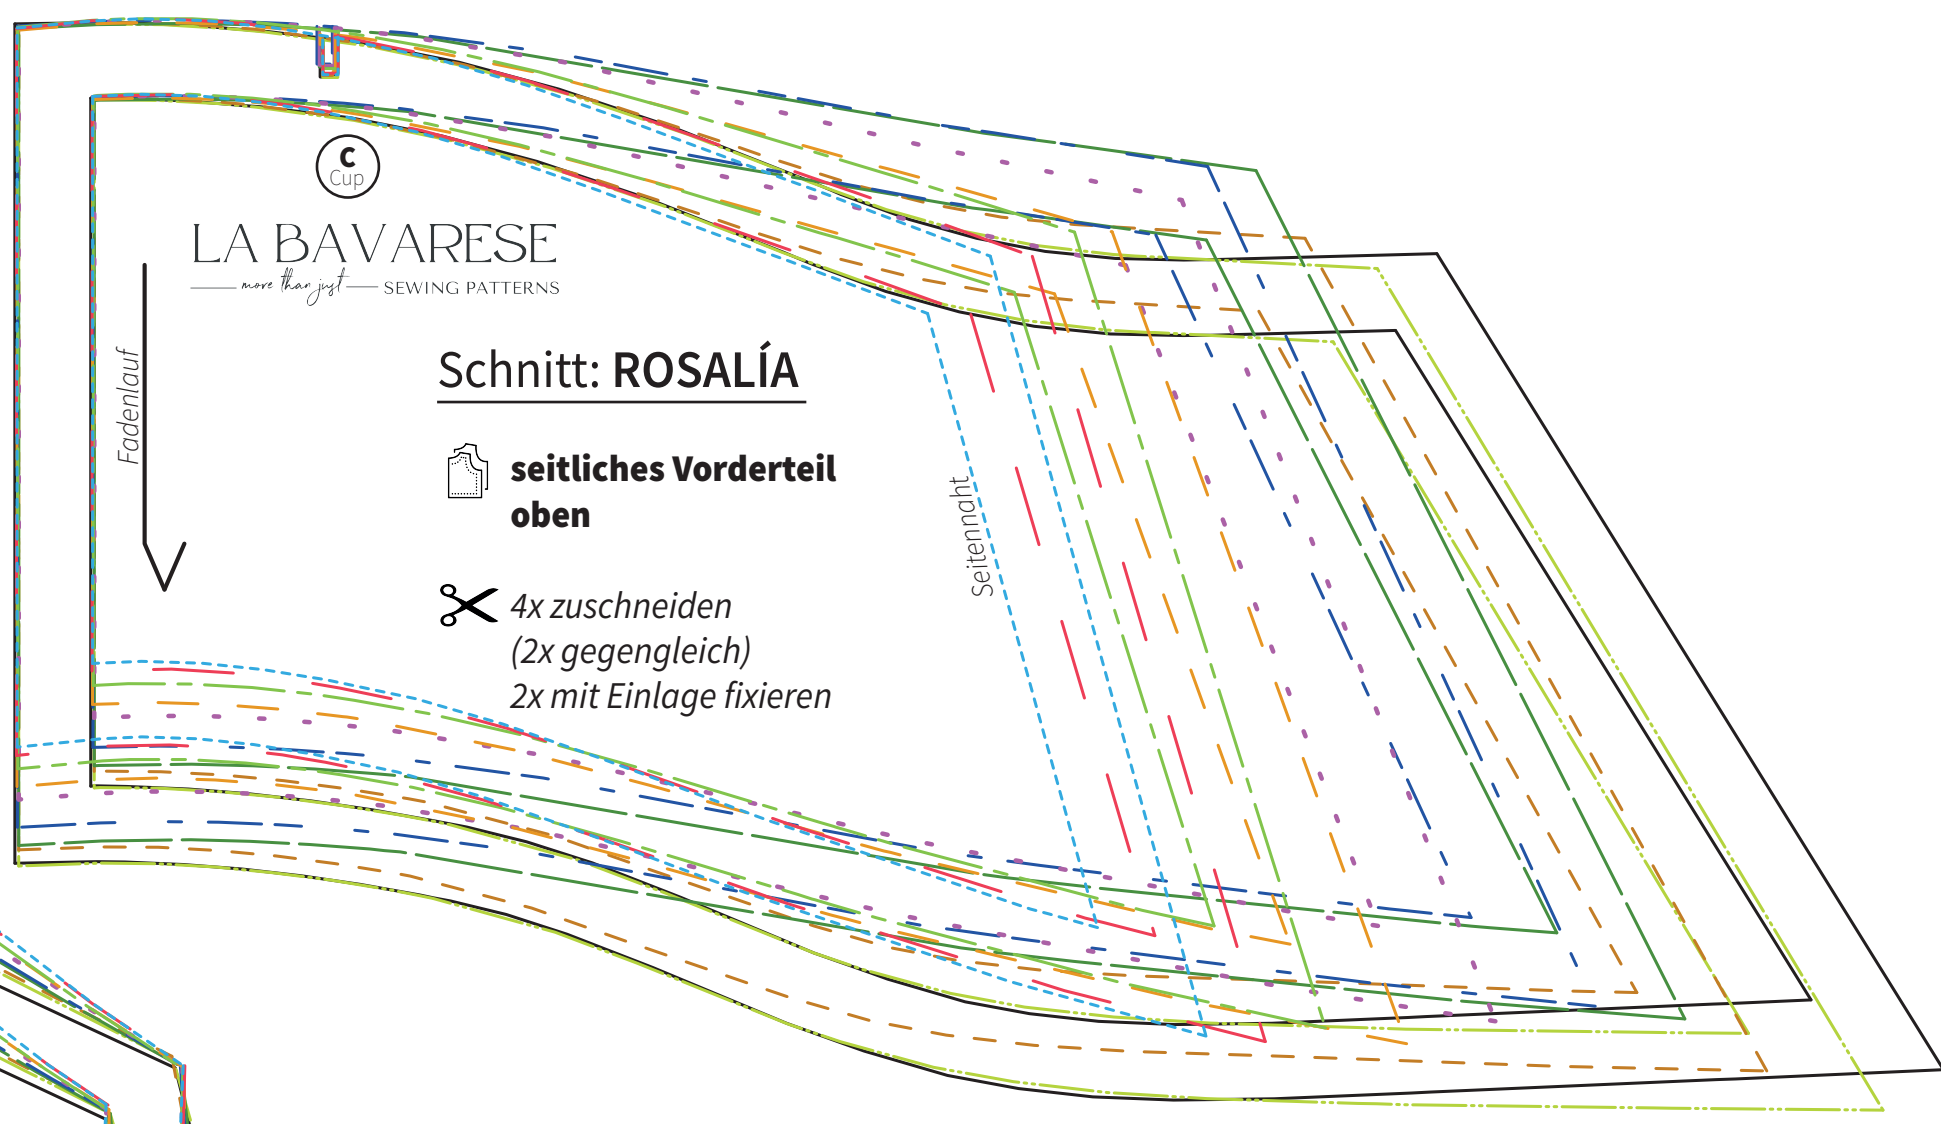 C
Cup
LA BAVARESE
more than just
SEWING PATTERNS
Fadenlauf
Schnitt: ROSALÍA
seitliches Vorderteil
oben
Seitennaht
4x zuschneiden
(2x gegengleich)
2x mit Einlage fixieren